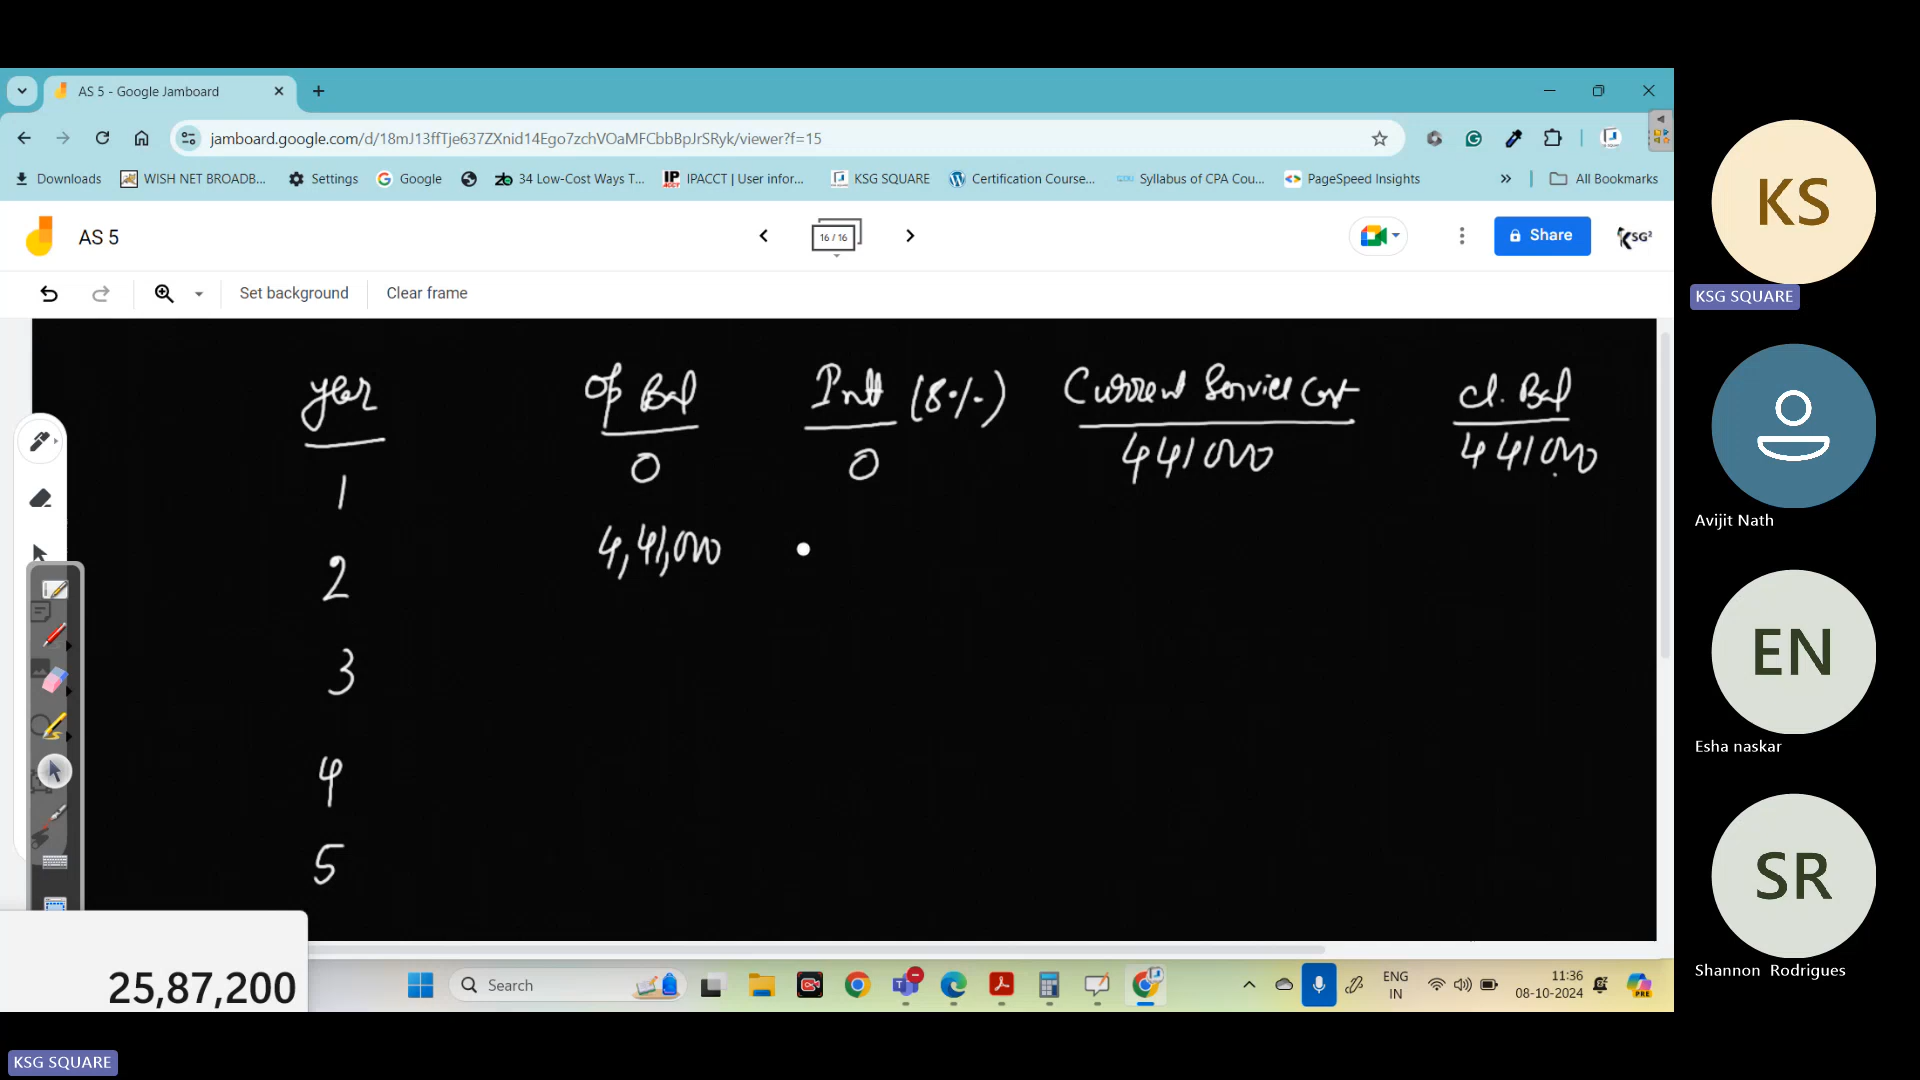 AS 5 - Google Jamboard
jamboard.google.com/d/18mJ13ffTje637ZXnid14Ego7zchVOaMFCbbBpJrSRyk/viewer?f=15
Downloads WISH NET BROADB... Settings Google 34 Low-Cost Ways T... IPACCT | User infor... KSG SQUARE Certification Course... Syllabus of CPA Cou... PageSpeed Insights » All Bookmarks
AS 5 16 / 16 Share KSG²
Set background Clear frame
year Op Bal Intt (8%) Current Service Cost Cl. Bal
1 0 0 441000 441000
2 4,41,000
3
4
5
25,87,200
Search ENG IN 11:36 08-10-2024
KS
KSG SQUARE
Avijit Nath
EN
Esha naskar
SR
Shannon Rodrigues
KSG SQUARE